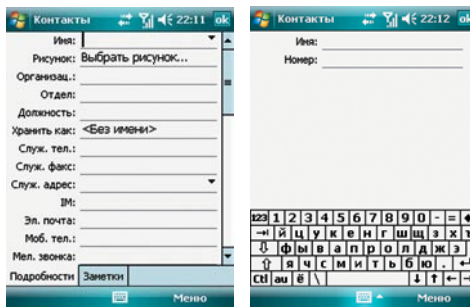 Контакты 22:11 ok
Имя:
Рисунок: Выбрать рисунок...
Организац.:
Отдел:
Должность:
Хранить как: <Без имени>
Служ. тел.:
Служ. факс:
Служ. адрес:
IM:
Эл. почта:
Моб. тел.:
Мел. звонка:
Подробности Заметки
Меню
Контакты 22:12 ok
Имя:
Номер:
123 1 2 3 4 5 6 7 8 9 0 - =
й ц у к е н г ш щ з х
ф ы в а п р о л д ж э
я ч с м и т ь б ю .
Ctl au ё \
Меню